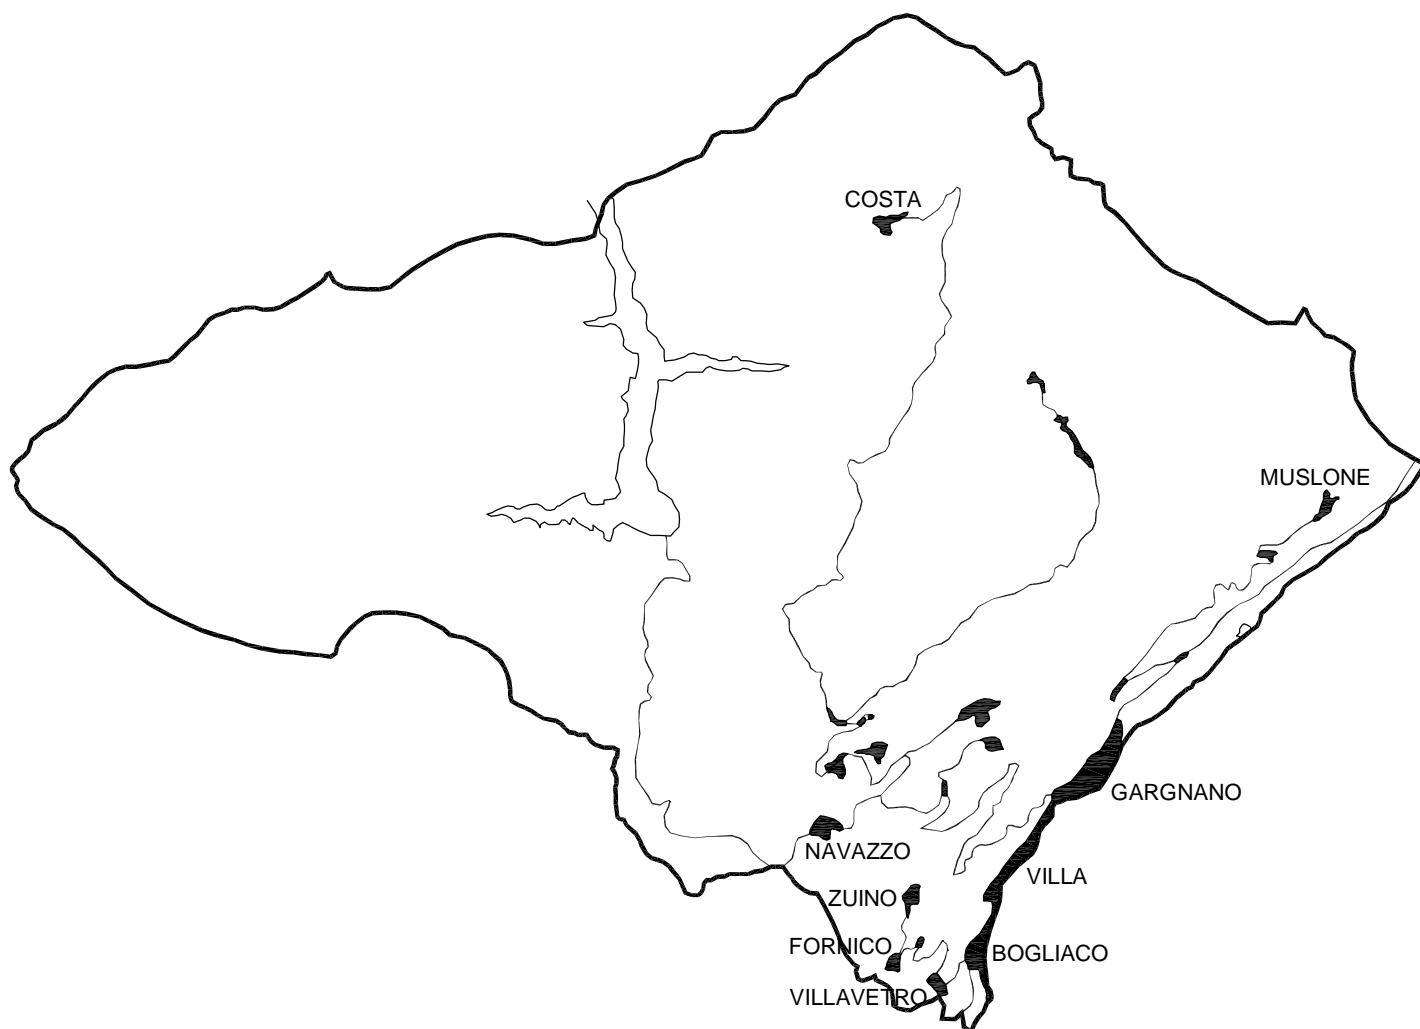 COSTA
MUSLONE
GARGNANO
NAVAZZO
VILLA
ZUINO
FORNICO
BOGLIACO
VILLAVETRO